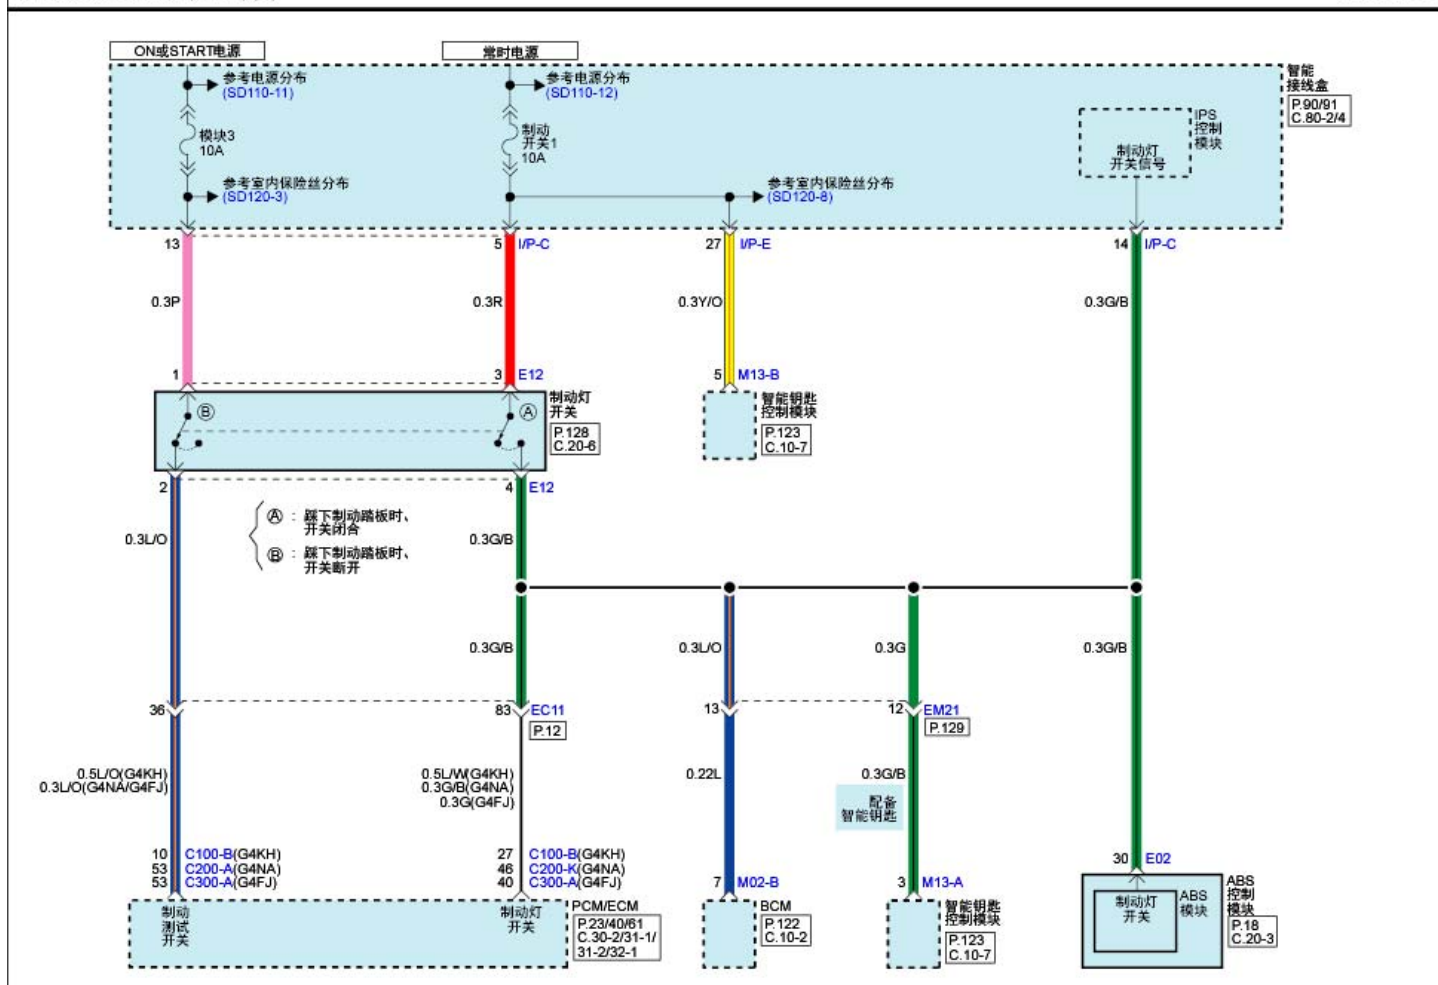 ON或START电源
常时电源
参考电源分布
(SD110-11)
参考电源分布
(SD110-12)
智能
接线盒
P.90/91
C.80-2/4
模块3
10A
制动
开关1
10A
IPS
控制
模块
制动灯
开关信号
参考室内保险丝分布
(SD120-3)
参考室内保险丝分布
(SD120-8)
13
5 I/P-C
27 I/P-E
14 I/P-C
0.3P
0.3R
0.3Y/O
0.3G/B
1
3 E12
5 M13-B
Ⓑ
Ⓐ
制动灯
开关
P.128
C.20-6
智能钥匙
控制模块
P.123
C.10-7
2
4 E12
Ⓐ : 踩下制动踏板时、
开关闭合
Ⓑ : 踩下制动踏板时、
开关断开
0.3L/O
0.3G/B
0.3G/B
0.3L/O
0.3G
0.3G/B
36
83 EC11
P.12
13
12 EM21
P.129
0.5L/O(G4KH)
0.3L/O(G4NA/G4FJ)
0.5L/W(G4KH)
0.3G/B(G4NA)
0.3G(G4FJ)
0.22L
0.3G/B
配备
智能钥匙
10 C100-B(G4KH)
53 C200-A(G4NA)
53 C300-A(G4FJ)
27 C100-B(G4KH)
46 C200-K(G4NA)
40 C300-A(G4FJ)
7 M02-B
3 M13-A
30 E02
制动
测试
开关
制动灯
开关
PCM/ECM
P.23/40/61
C.30-2/31-1/
31-2/32-1
BCM
P.122
C.10-2
智能钥匙
控制模块
P.123
C.10-7
制动灯
开关
ABS
模块
ABS
控制
模块
P.18
C.20-3